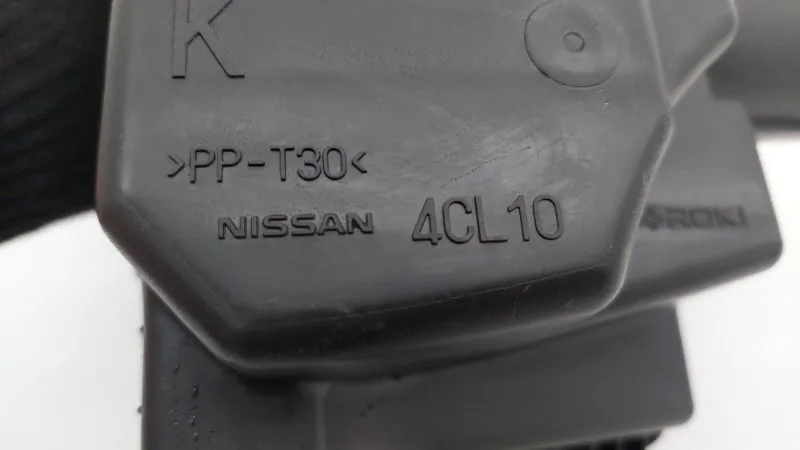 K
>PP-T30<
NISSAN 4CL10
ROKI